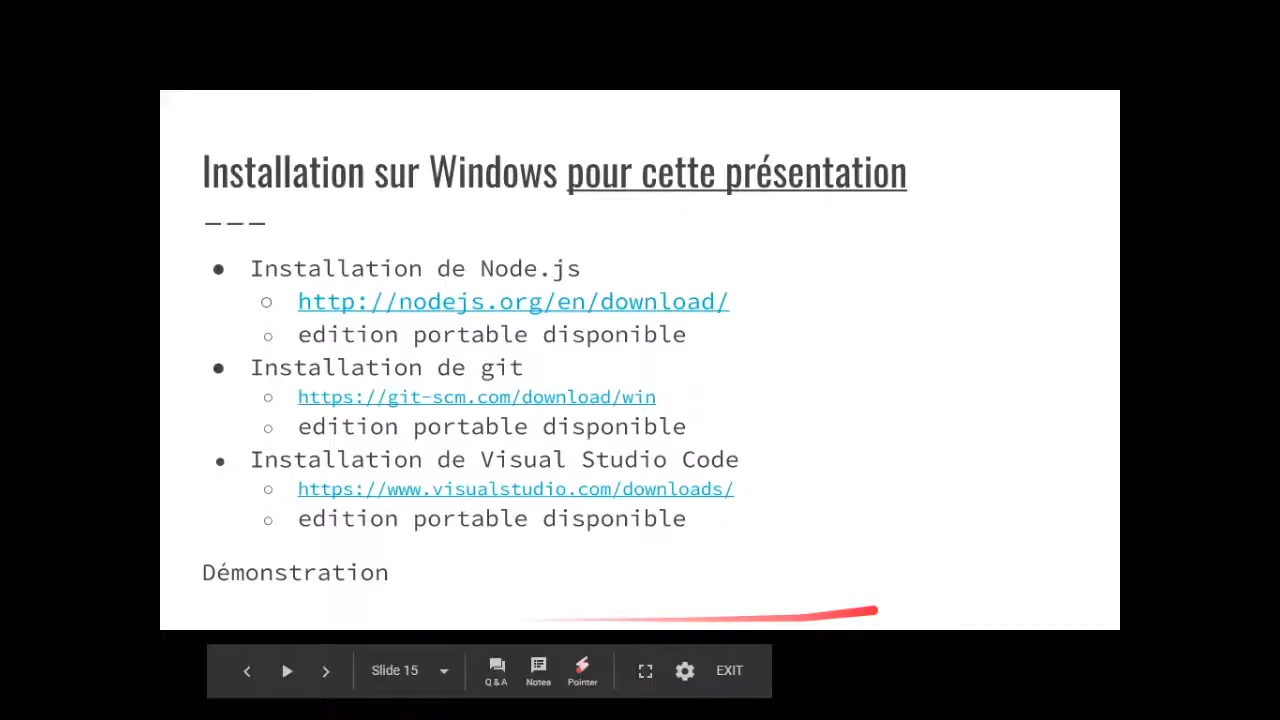 Installation sur Windows pour cette présentation
● Installation de Node.js
○ http://nodejs.org/en/download/
○ edition portable disponible
● Installation de git
○ https://git-scm.com/download/win
○ edition portable disponible
● Installation de Visual Studio Code
○ https://www.visualstudio.com/downloads/
○ edition portable disponible
Démonstration
Slide 15
Q & A
Notes
Pointer
EXIT